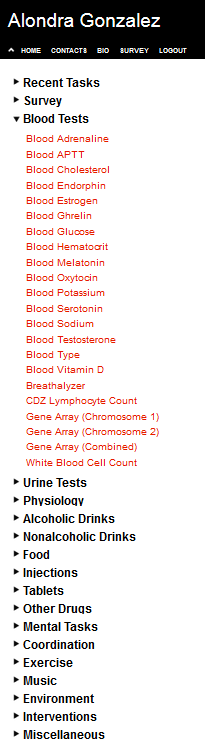 Alondra Gonzalez
HOME CONTACTS BIO SURVEY LOGOUT
Recent Tasks
Survey
Blood Tests
Blood Adrenaline
Blood APTT
Blood Cholesterol
Blood Endorphin
Blood Estrogen
Blood Ghrelin
Blood Glucose
Blood Hematocrit
Blood Melatonin
Blood Oxytocin
Blood Potassium
Blood Serotonin
Blood Sodium
Blood Testosterone
Blood Type
Blood Vitamin D
Breathalyzer
CDZ Lymphocyte Count
Gene Array (Chromosome 1)
Gene Array (Chromosome 2)
Gene Array (Combined)
White Blood Cell Count
Urine Tests
Physiology
Alcoholic Drinks
Nonalcoholic Drinks
Food
Injections
Tablets
Other Drugs
Mental Tasks
Coordination
Exercise
Music
Environment
Interventions
Miscellaneous